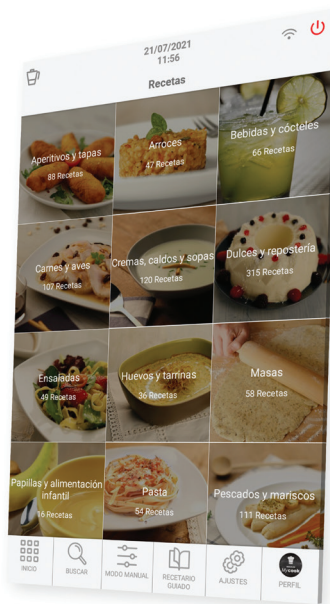 21/07/2021
11:56
Recetas
Aperitivos y tapas
88 Recetas
Arroces
47 Recetas
Bebidas y cócteles
66 Recetas
Carnes y aves
107 Recetas
Cremas, caldos y sopas
120 Recetas
Dulces y repostería
315 Recetas
Ensaladas
49 Recetas
Huevos y tarrinas
36 Recetas
Masas
58 Recetas
Papillas y alimentación
infantil
16 Recetas
Pasta
54 Recetas
Pescados y mariscos
111 Recetas
INICIO
BUSCAR
MODO MANUAL
RECETARIO
GUIADO
AJUSTES
PERFIL